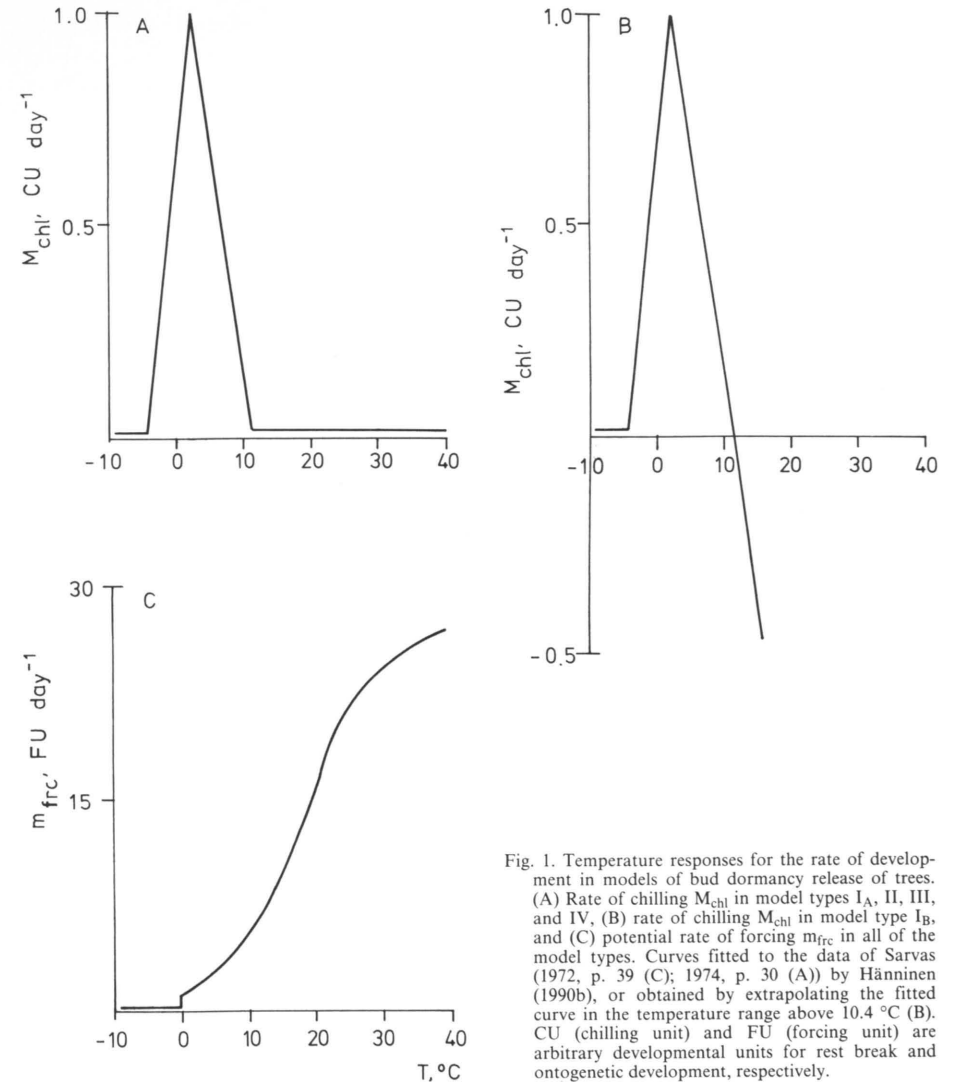 1.0
A
M_chl, CU day⁻¹
0.5
-10 0 10 20 30 40
1.0
B
M_chl, CU day⁻¹
0.5
-10 0 10 20 30 40
-0.5
30
C
m_frc, FU day⁻¹
15
-10 0 10 20 30 40
T, °C
Fig. 1. Temperature responses for the rate of develop-
ment in models of bud dormancy release of trees.
(A) Rate of chilling M_chl in model types I_A, II, III,
and IV, (B) rate of chilling M_chl in model type I_B,
and (C) potential rate of forcing m_frc in all of the
model types. Curves fitted to the data of Sarvas
(1972, p. 39 (C); 1974, p. 30 (A)) by Hänninen
(1990b), or obtained by extrapolating the fitted
curve in the temperature range above 10.4 °C (B).
CU (chilling unit) and FU (forcing unit) are
arbitrary developmental units for rest break and
ontogenetic development, respectively.